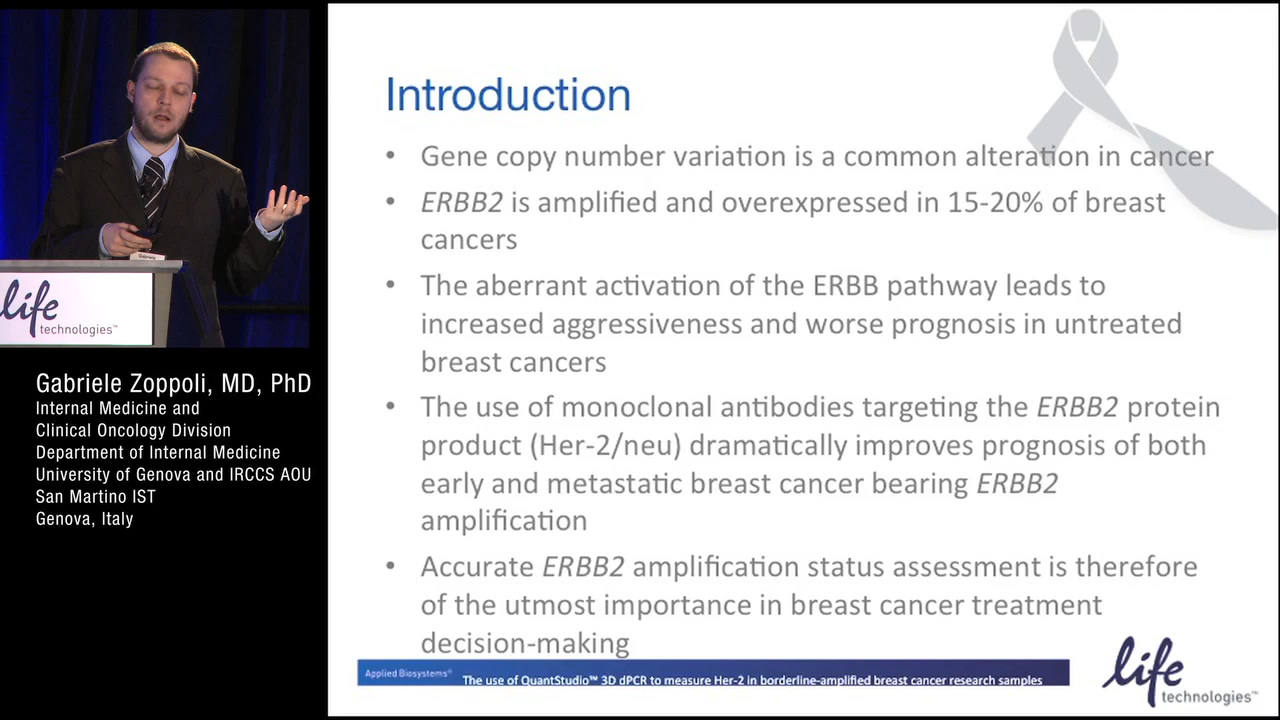 Introduction
• Gene copy number variation is a common alteration in cancer
• ERBB2 is amplified and overexpressed in 15-20% of breast
cancers
• The aberrant activation of the ERBB pathway leads to
increased aggressiveness and worse prognosis in untreated
breast cancers
• The use of monoclonal antibodies targeting the ERBB2 protein
product (Her-2/neu) dramatically improves prognosis of both
early and metastatic breast cancer bearing ERBB2
amplification
• Accurate ERBB2 amplification status assessment is therefore
of the utmost importance in breast cancer treatment
decision-making
Applied Biosystems® The use of QuantStudio™ 3D dPCR to measure Her-2 in borderline-amplified breast cancer research samples
life
technologies™
Gabriele
life
technologies™
Gabriele Zoppoli, MD, PhD
Internal Medicine and
Clinical Oncology Division
Department of Internal Medicine
University of Genova and IRCCS AOU
San Martino IST
Genova, Italy